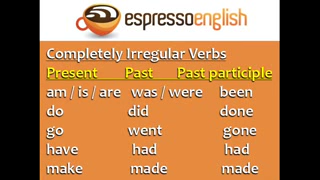 espressoenglish
Completely Irregular Verbs
Present Past Past participle
am / is / are was / were been
do did done
go went gone
have had had
make made made